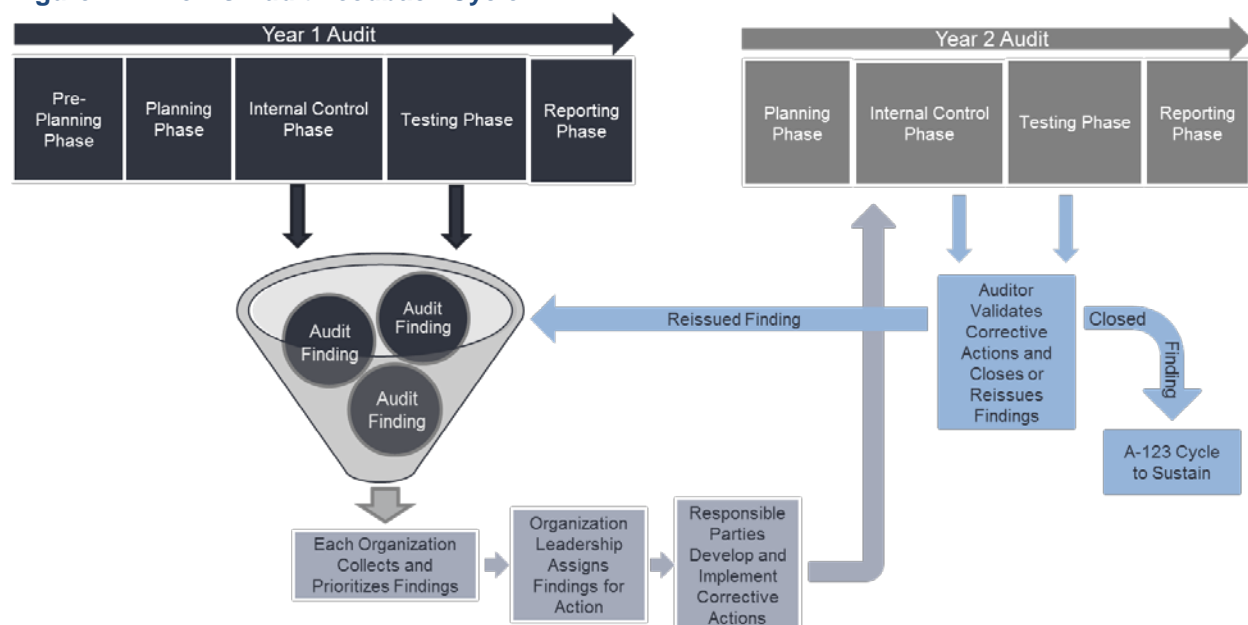 Year 1 Audit
Pre-
Planning
Phase
Planning
Phase
Internal Control
Phase
Testing Phase
Reporting
Phase
Year 2 Audit
Planning
Phase
Internal Control
Phase
Testing Phase
Reporting
Phase
Audit
Finding
Audit
Finding
Audit
Finding
Reissued Finding
Auditor
Validates
Corrective
Actions and
Closes or
Reissues
Findings
Closed
Finding
A-123 Cycle
to Sustain
Each Organization
Collects and
Prioritizes Findings
Organization
Leadership
Assigns
Findings for
Action
Responsible
Parties
Develop and
Implement
Corrective
Actions